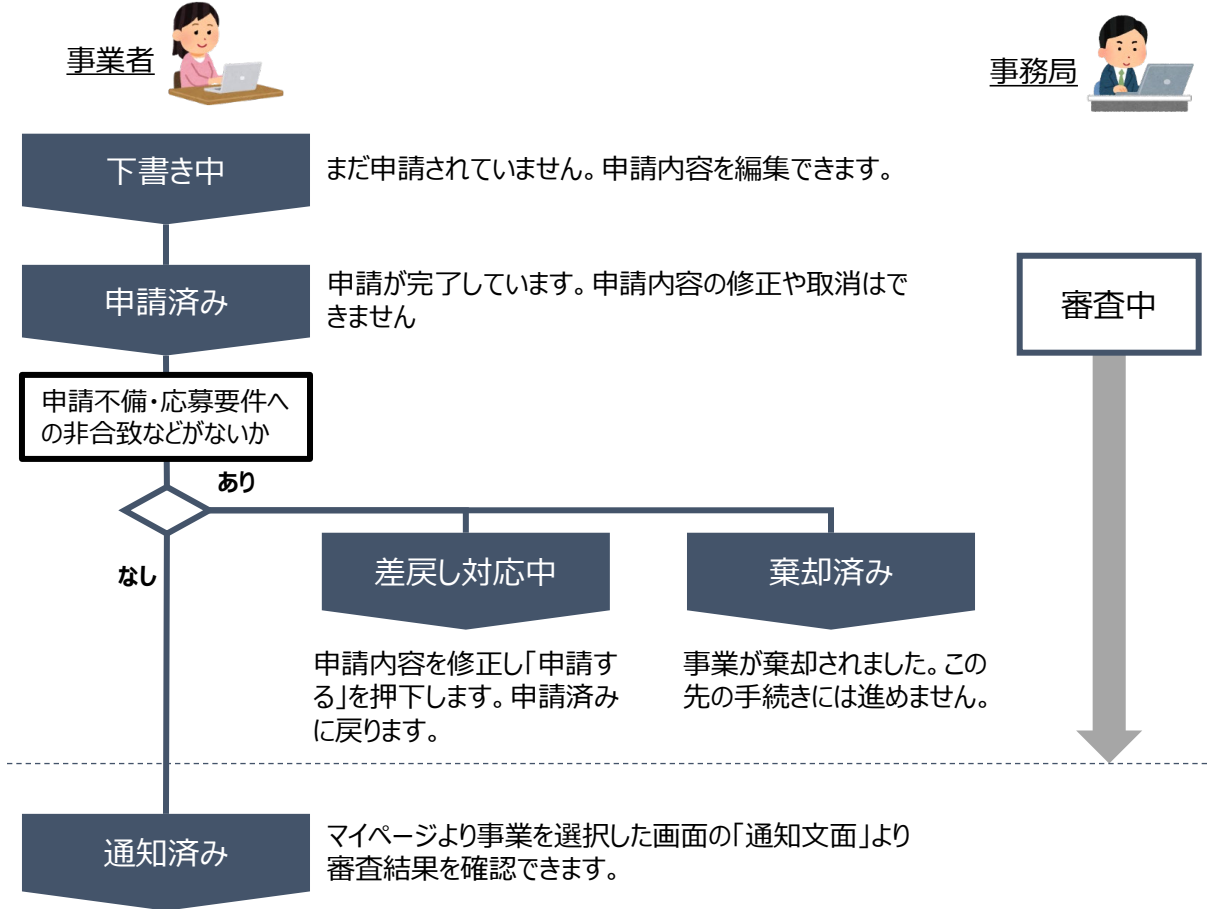 事業者
事務局
下書き中
まだ申請されていません。申請内容を編集できます。
申請済み
申請が完了しています。申請内容の修正や取消はで
きません
審査中
申請不備・応募要件へ
の非合致などがないか
あり
なし
差戻し対応中
棄却済み
申請内容を修正し「申請す
る」を押下します。申請済み
に戻ります。
事業が棄却されました。この
先の手続きには進めません。
通知済み
マイページより事業を選択した画面の「通知文面」より
審査結果を確認できます。